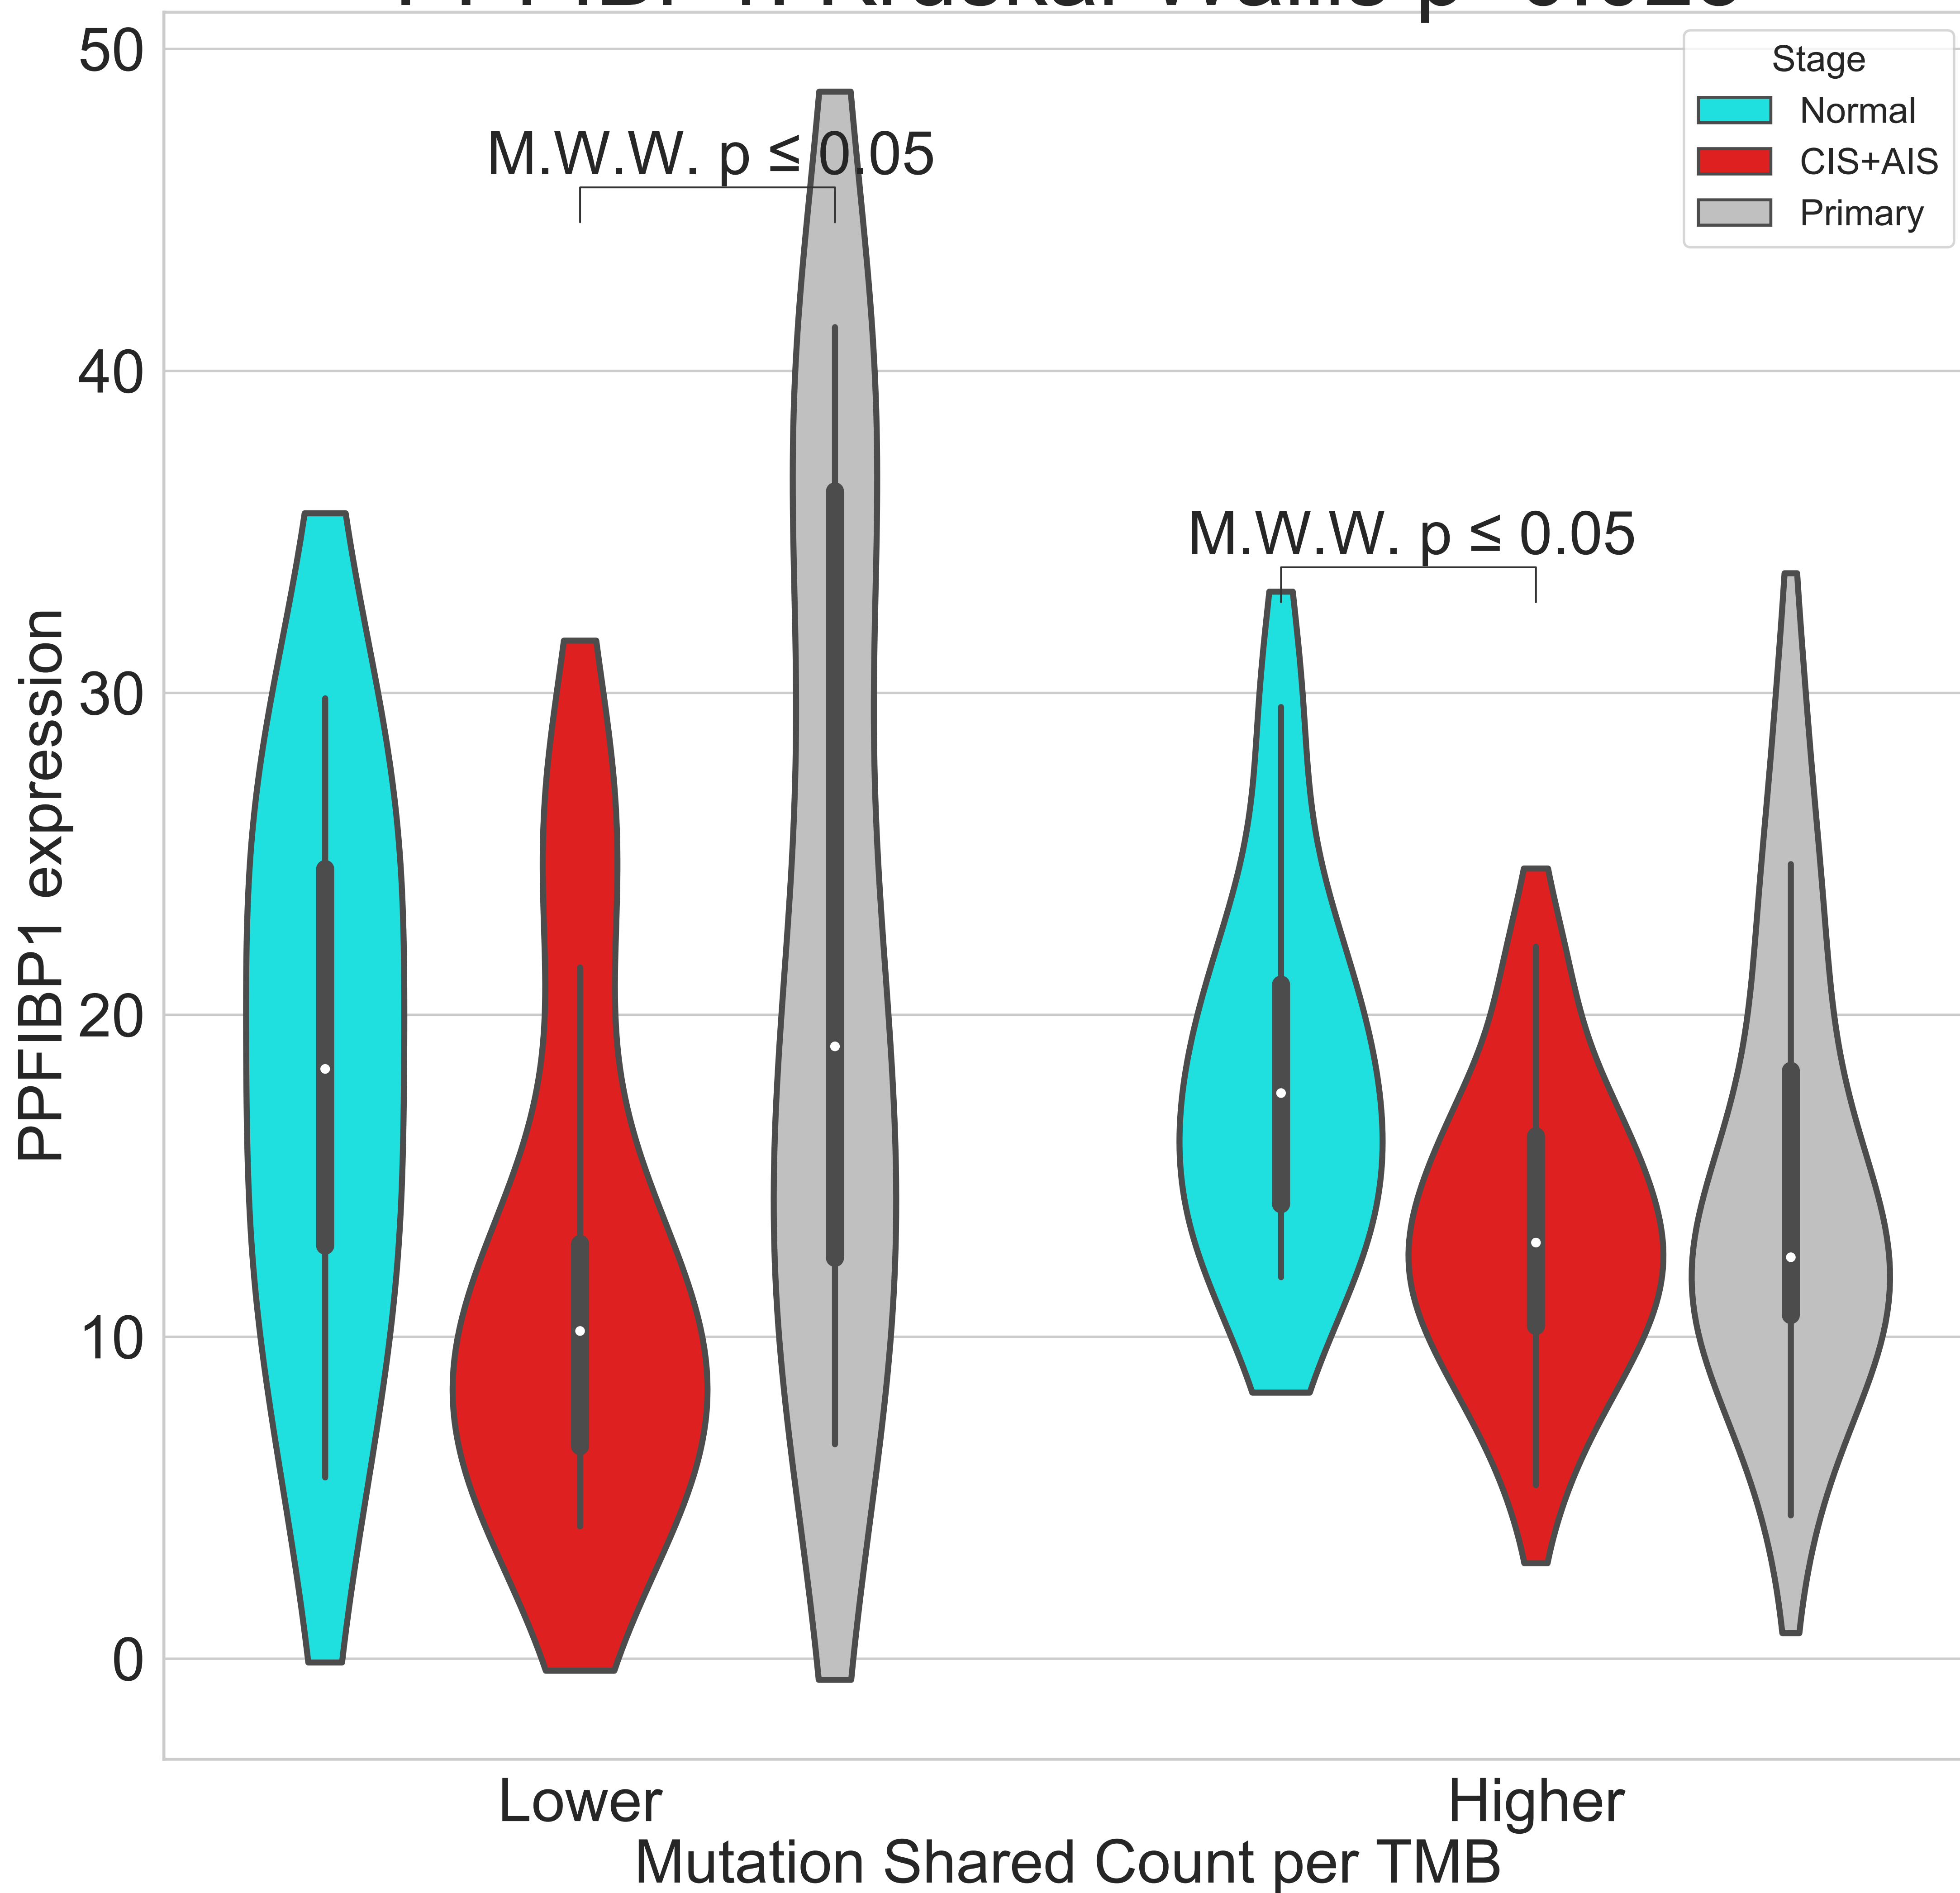 50
Stage
Normal
CIS+AIS
Primary
M.W.W. p ≤ 0.05
40
M.W.W. p ≤ 0.05
30
PPFIBP1 expression
20
10
0
Lower
Higher
Mutation Shared Count per TMB